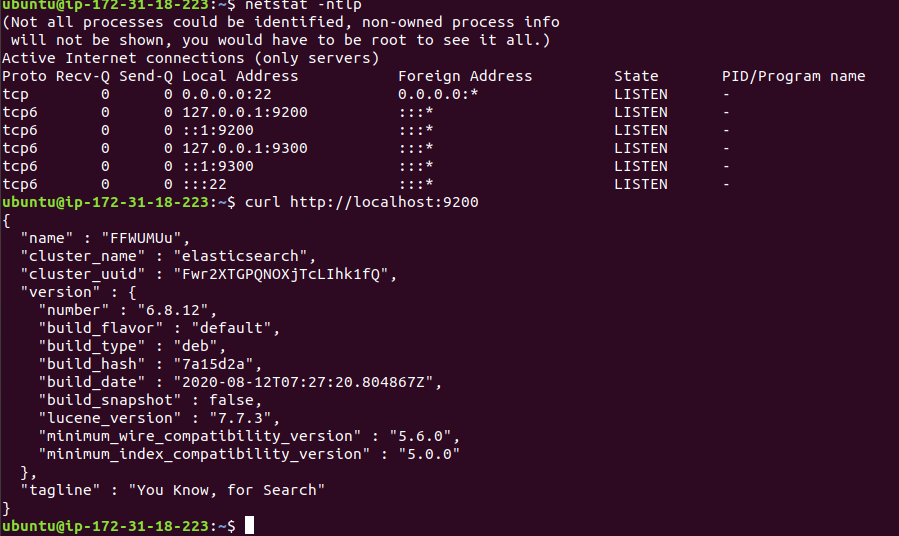 ubuntu@ip-172-31-18-223:~$ netstat -ntlp
(Not all processes could be identified, non-owned process info
 will not be shown, you would have to be root to see it all.)
Active Internet connections (only servers)
Proto Recv-Q Send-Q Local Address           Foreign Address         State       PID/Program name
tcp        0      0 0.0.0.0:22              0.0.0.0:*               LISTEN      -
tcp6       0      0 127.0.0.1:9200          :::*                    LISTEN      -
tcp6       0      0 ::1:9200                :::*                    LISTEN      -
tcp6       0      0 127.0.0.1:9300          :::*                    LISTEN      -
tcp6       0      0 ::1:9300                :::*                    LISTEN      -
tcp6       0      0 :::22                   :::*                    LISTEN      -
ubuntu@ip-172-31-18-223:~$ curl http://localhost:9200
{
  "name" : "FFWUMUu",
  "cluster_name" : "elasticsearch",
  "cluster_uuid" : "Fwr2XTGPQNOXjTcLIhk1fQ",
  "version" : {
    "number" : "6.8.12",
    "build_flavor" : "default",
    "build_type" : "deb",
    "build_hash" : "7a15d2a",
    "build_date" : "2020-08-12T07:27:20.804867Z",
    "build_snapshot" : false,
    "lucene_version" : "7.7.3",
    "minimum_wire_compatibility_version" : "5.6.0",
    "minimum_index_compatibility_version" : "5.0.0"
  },
  "tagline" : "You Know, for Search"
}
ubuntu@ip-172-31-18-223:~$